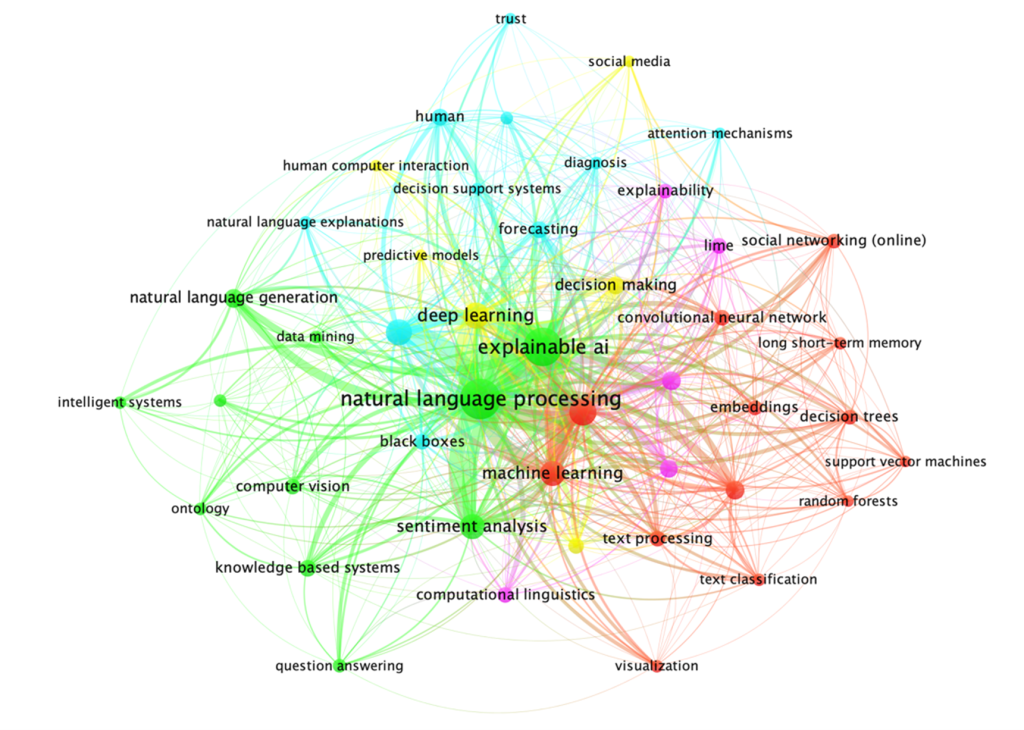 trust
social media
human
attention mechanisms
human computer interaction
diagnosis
decision support systems
explainability
natural language explanations
forecasting
social networking (online)
lime
predictive models
decision making
natural language generation
deep learning
convolutional neural network
data mining
explainable ai
long short-term memory
intelligent systems
natural language processing
embeddings
decision trees
black boxes
support vector machines
machine learning
computer vision
random forests
ontology
sentiment analysis
text processing
knowledge based systems
text classification
computational linguistics
question answering
visualization